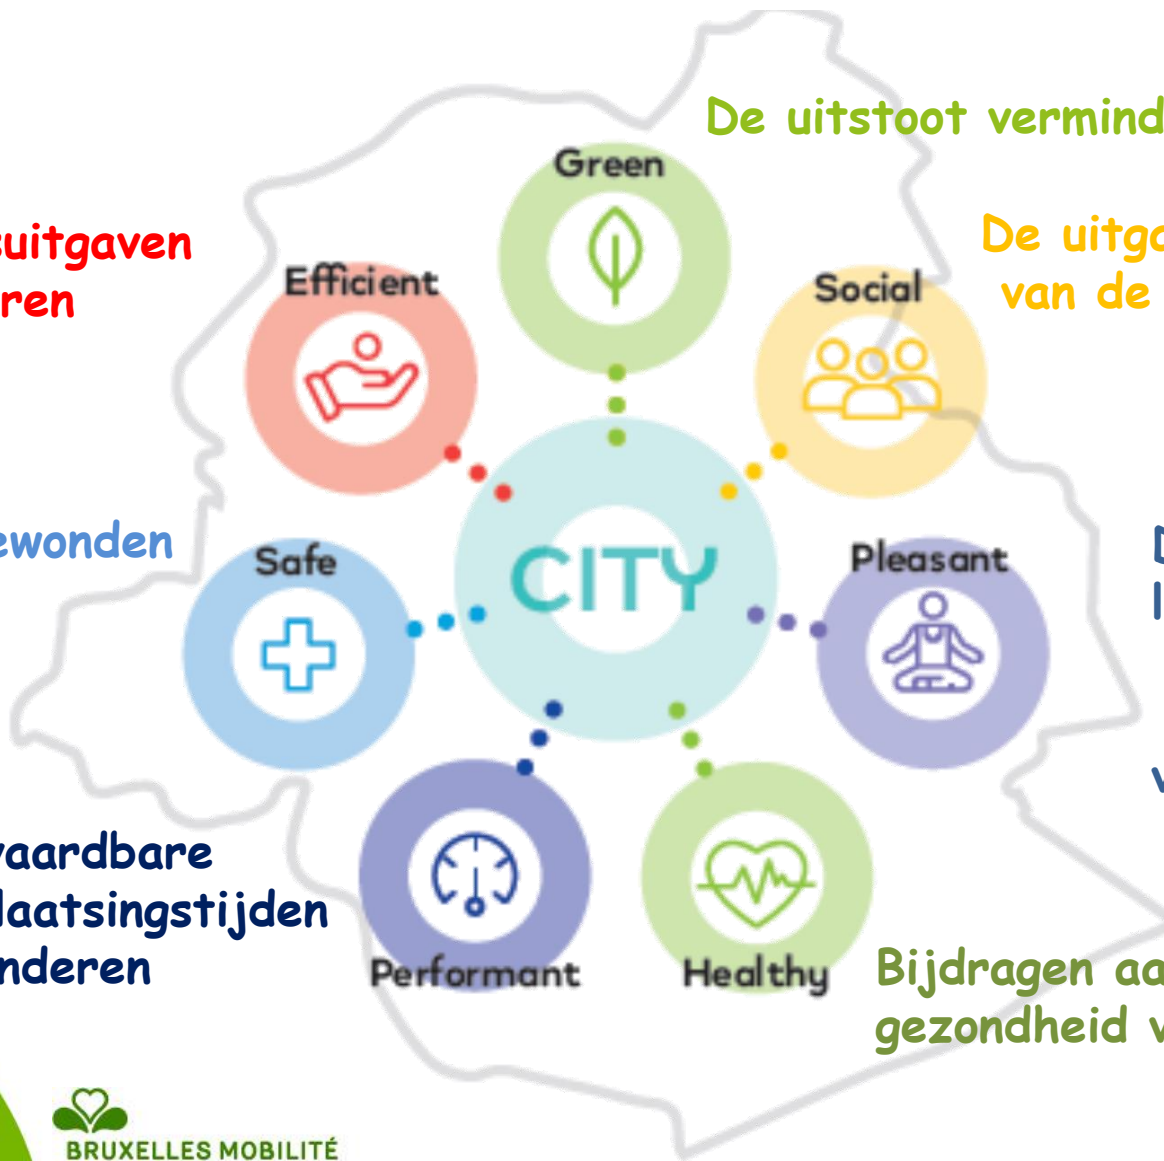 De uitstoot vermind
Green
suitgaven
ren
Efficient
Social
De uitga
van de
ewonden
Safe
CITY
Pleasant
vaardbare
laatsingstijden
nderen
Performant
Healthy
Bijdragen aa
gezondheid v
BRUXELLES MOBILITÉ